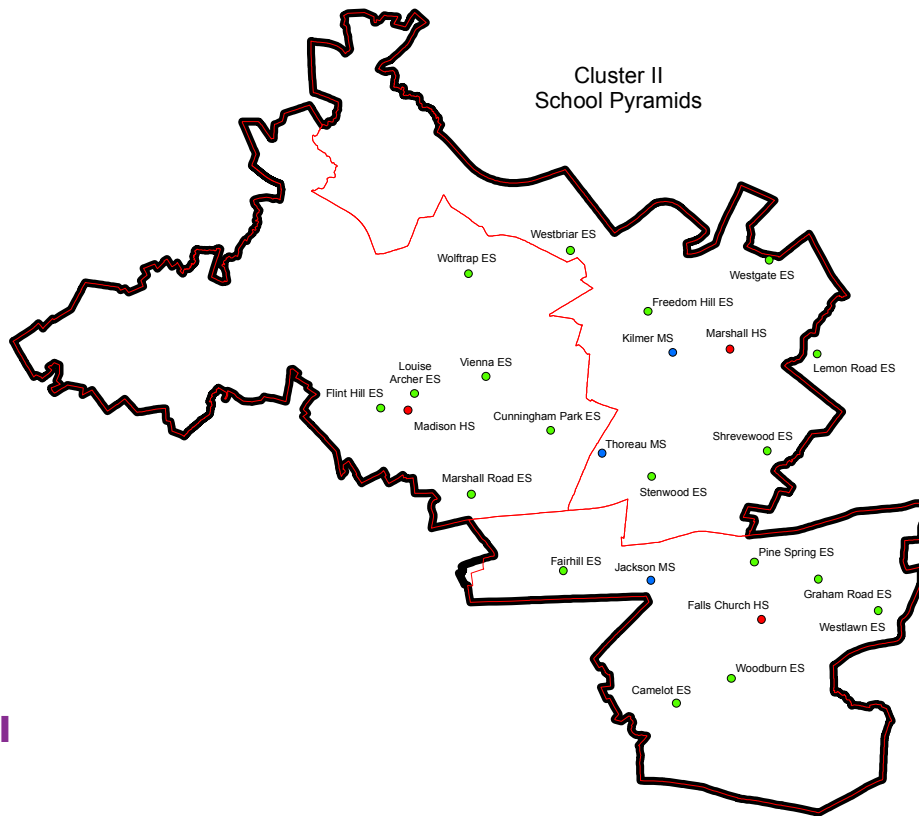 Cluster II
School Pyramids
Westbriar ES
Wolftrap ES
Westgate ES
Freedom Hill ES
Kilmer MS
Marshall HS
Lemon Road ES
Louise
Archer ES
Vienna ES
Flint Hill ES
Madison HS
Cunningham Park ES
Thoreau MS
Shrevewood ES
Marshall Road ES
Stenwood ES
Fairhill ES
Jackson MS
Pine Spring ES
Graham Road ES
Falls Church HS
Westlawn ES
Woodburn ES
Camelot ES
I